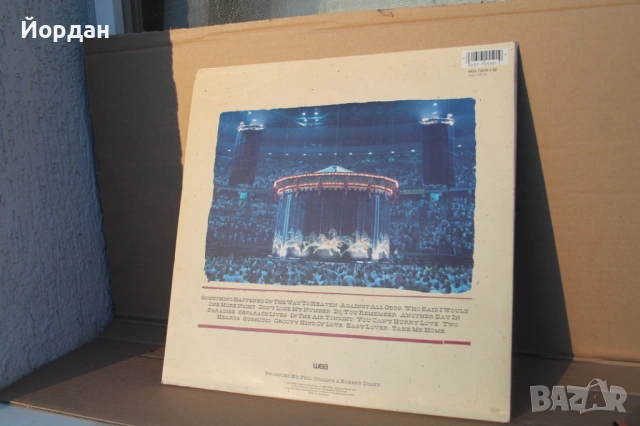 Йордан
SOMETHING HAPPENED ON THE WAY TO HEAVEN AGAINST ALL ODDS WHO SAID I WOULD
ONE MORE NIGHT DON'T LOSE MY NUMBER DO YOU REMEMBER ANOTHER DAY IN
PARADISE SEPARATE LIVES IN THE AIR TONIGHT YOU CAN'T HURRY LOVE TWO
HEARTS SUSSUDIO GROOVY KIND OF LOVE EASY LOVER TAKE ME HOME
wea
PRODUCED BY PHIL COLLINS & ROBERT COLBY
BAZAR
bg